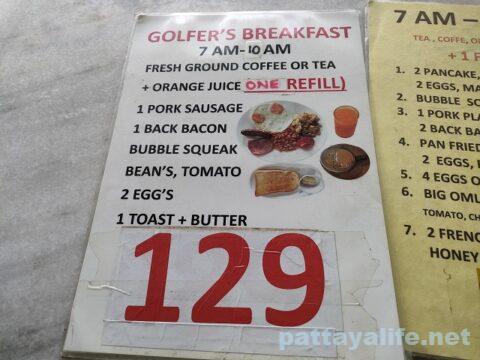 GOLFER'S BREAKFAST
7 AM-10 AM
FRESH GROUND COFFEE OR TEA
+ ORANGE JUICE (ONE REFILL)
1 PORK SAUSAGE
1 BACK BACON
BUBBLE SQUEAK
BEAN'S, TOMATO
2 EGG'S
1 TOAST + BUTTER
129
7 AM –
TEA , COFFE, O
+ 1
1. 2 PANCAKE,
2 EGGS, MA
2. BUBBLE SQ
3. 1 PORK PLA
2 BACK BA
4. PAN FRIED
2 EGGS,
5. 4 EGGS O
6. BIG OMU
TOMATO, CH
7. 2 FRENC
HONEY
pattayalife.net